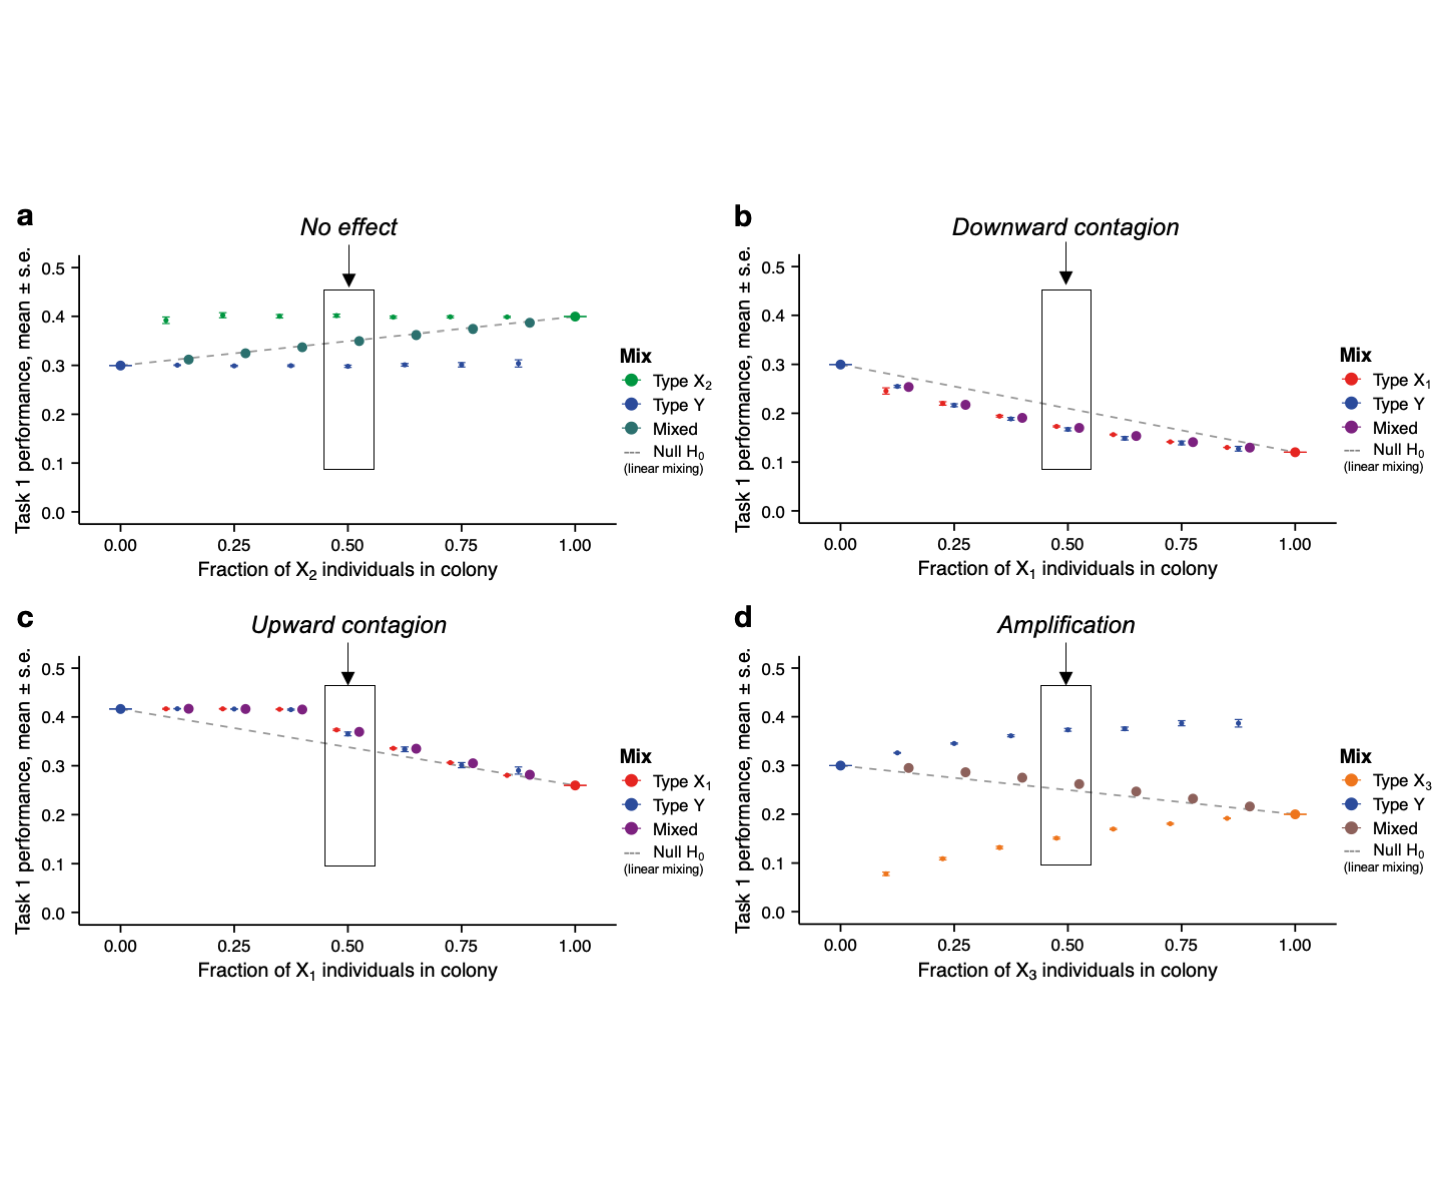 a
No effect
Task 1 performance, mean ± s.e.
0.5
0.4
0.3
0.2
0.1
0.0
0.00 0.25 0.50 0.75 1.00
Fraction of X2 individuals in colony
Mix
Type X2
Type Y
Mixed
Null H0
(linear mixing)
b
Downward contagion
Task 1 performance, mean ± s.e.
0.5
0.4
0.3
0.2
0.1
0.0
0.00 0.25 0.50 0.75 1.00
Fraction of X1 individuals in colony
Mix
Type X1
Type Y
Mixed
Null H0
(linear mixing)
c
Upward contagion
Task 1 performance, mean ± s.e.
0.5
0.4
0.3
0.2
0.1
0.0
0.00 0.25 0.50 0.75 1.00
Fraction of X1 individuals in colony
Mix
Type X1
Type Y
Mixed
Null H0
(linear mixing)
d
Amplification
Task 1 performance, mean ± s.e.
0.5
0.4
0.3
0.2
0.1
0.0
0.00 0.25 0.50 0.75 1.00
Fraction of X3 individuals in colony
Mix
Type X3
Type Y
Mixed
Null H0
(linear mixing)